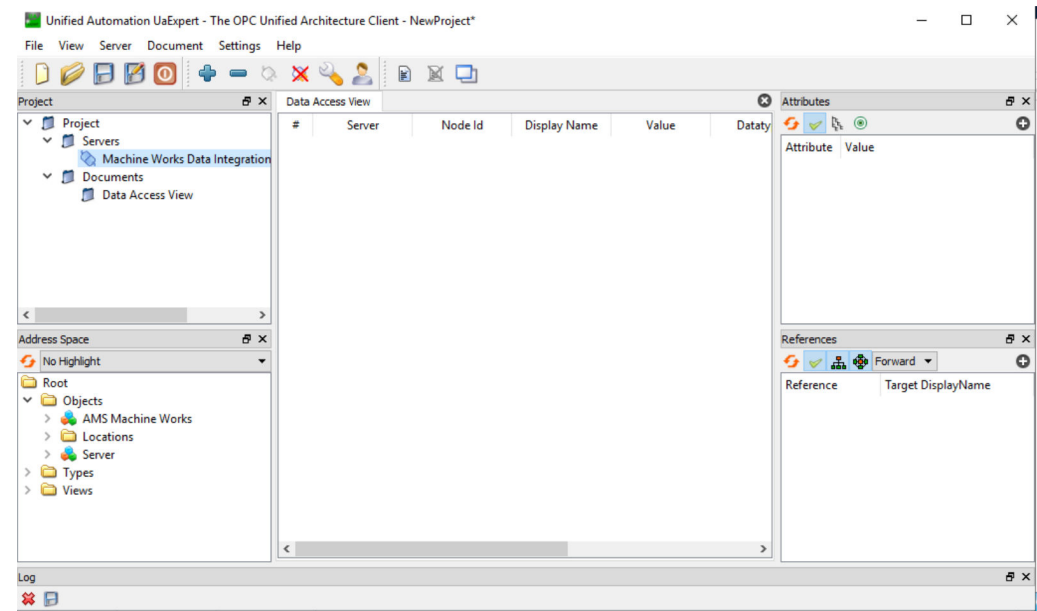 Unified Automation UaExpert - The OPC Unified Architecture Client - NewProject*
File View Server Document Settings Help
Project
Project
Servers
Machine Works Data Integration
Documents
Data Access View
Address Space
No Highlight
Root
Objects
AMS Machine Works
Locations
Server
Types
Views
Data Access View
# Server Node Id Display Name Value Dataty
Attributes
Attribute Value
References
Forward
Reference Target DisplayName
Log